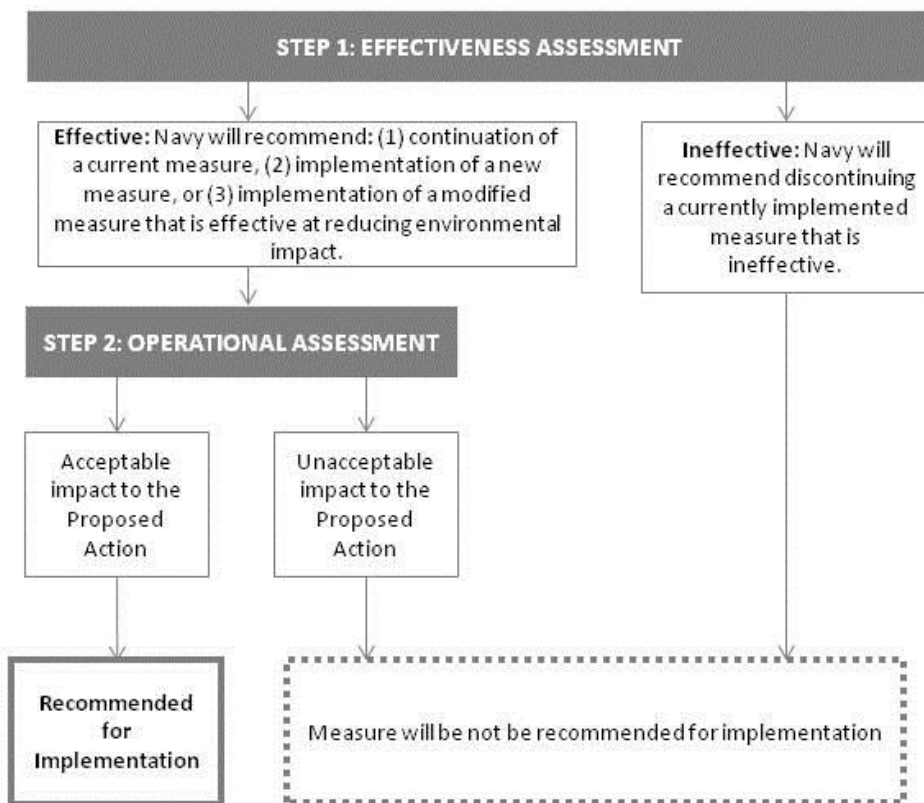 STEP 1: EFFECTIVENESS ASSESSMENT
Effective: Navy will recommend: (1) continuation of
a current measure, (2) implementation of a new
measure, or (3) implementation of a modified
measure that is effective at reducing environmental
impact.
Ineffective: Navy will
recommend discontinuing
a currently implemented
measure that is
ineffective.
STEP 2: OPERATIONAL ASSESSMENT
Acceptable
impact to the
Proposed
Action
Unacceptable
impact to the
Proposed
Action
Recommended
for
Implementation
Measure will be not be recommended for implementation